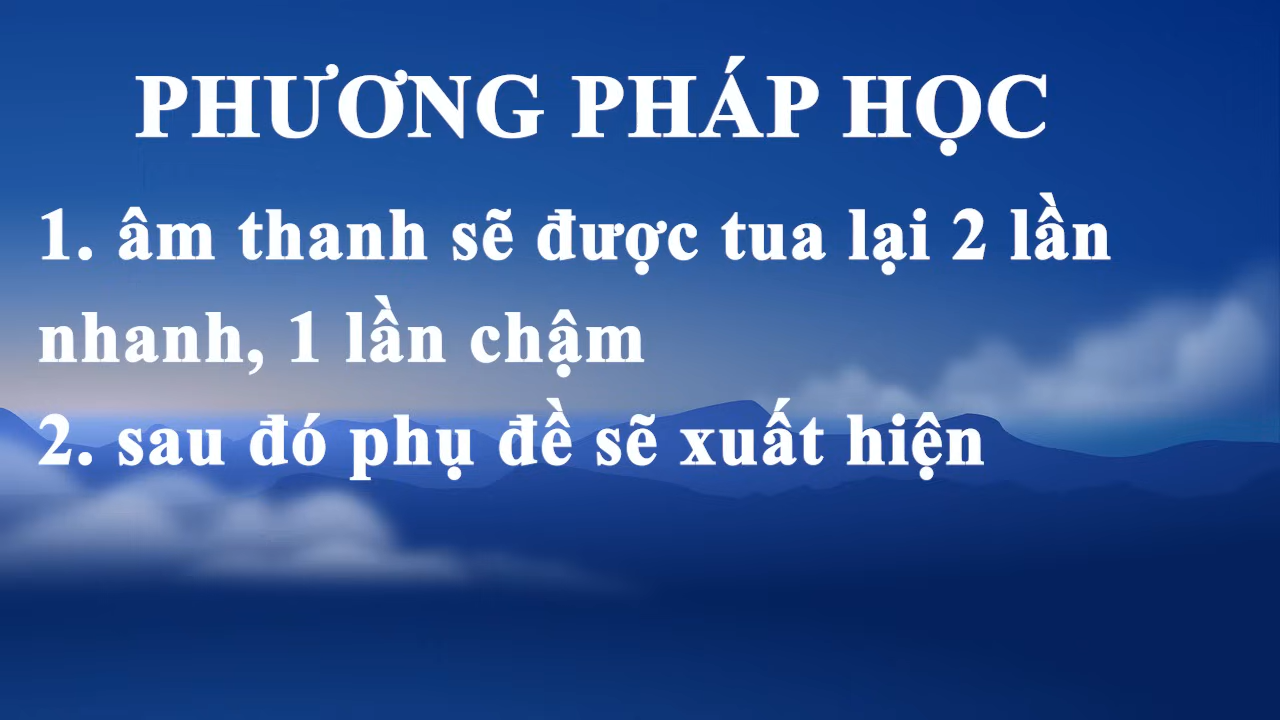 PHƯƠNG PHÁP HỌC
1. âm thanh sẽ được tua lại 2 lần
nhanh, 1 lần chậm
2. sau đó phụ đề sẽ xuất hiện